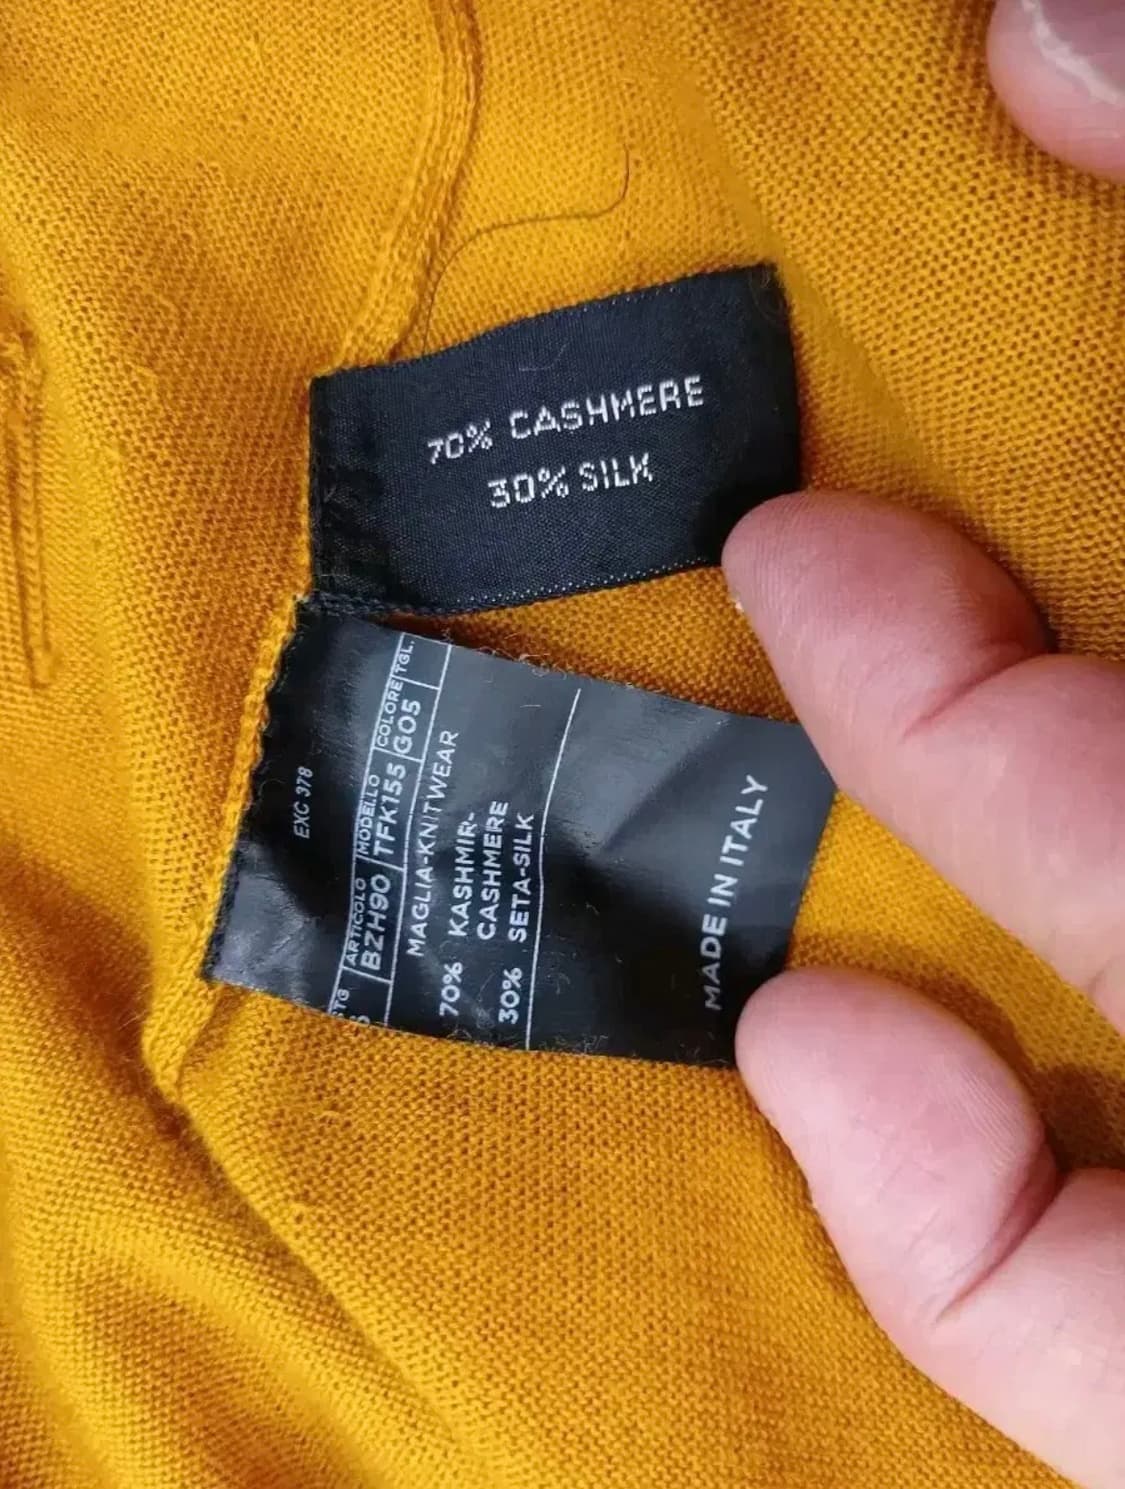 70% CASHMERE
30% SILK
EXC 378
ARTICOLO MODELLO COLORE TGL.
BZH90 TFK155 G05
MAGLIA-KNITWEAR
70% KASHMIR-
CASHMERE
30% SETA-SILK
MADE IN ITALY